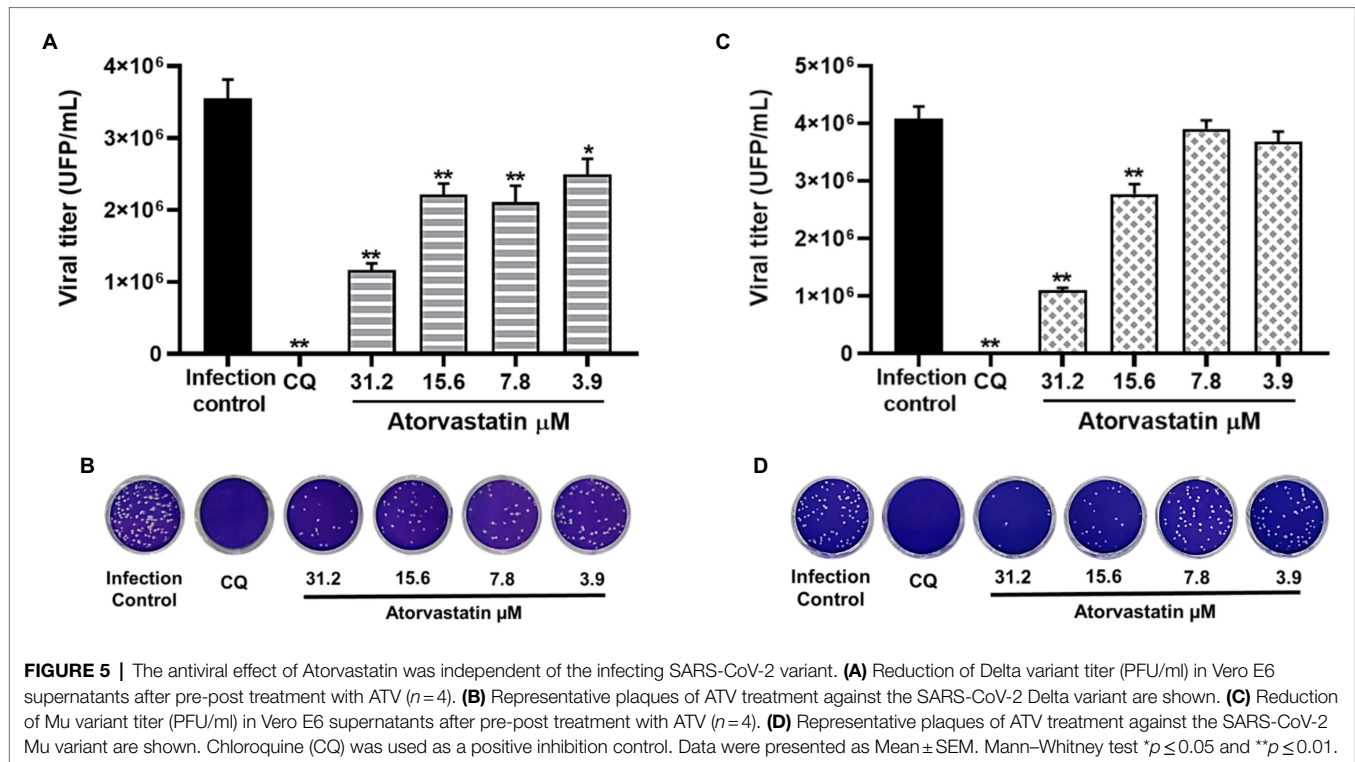 A
Viral titer (UFP/mL)
4×10⁶
3×10⁶
2×10⁶
1×10⁶
0
**
**
**
**
*
Infection control
CQ
31.2 15.6 7.8 3.9
Atorvastatin μM
C
Viral titer (UFP/mL)
5×10⁶
4×10⁶
3×10⁶
2×10⁶
1×10⁶
0
**
**
**
Infection control
CQ
31.2 15.6 7.8 3.9
Atorvastatin μM
B
Infection Control
CQ
31.2 15.6 7.8 3.9
Atorvastatin μM
D
Infection Control
CQ
31.2 15.6 7.8 3.9
Atorvastatin μM
FIGURE 5 | The antiviral effect of Atorvastatin was independent of the infecting SARS-CoV-2 variant. (A) Reduction of Delta variant titer (PFU/ml) in Vero E6
supernatants after pre-post treatment with ATV (n=4). (B) Representative plaques of ATV treatment against the SARS-CoV-2 Delta variant are shown. (C) Reduction
of Mu variant titer (PFU/ml) in Vero E6 supernatants after pre-post treatment with ATV (n=4). (D) Representative plaques of ATV treatment against the SARS-CoV-2
Mu variant are shown. Chloroquine (CQ) was used as a positive inhibition control. Data were presented as Mean±SEM. Mann–Whitney test *p≤0.05 and **p≤0.01.